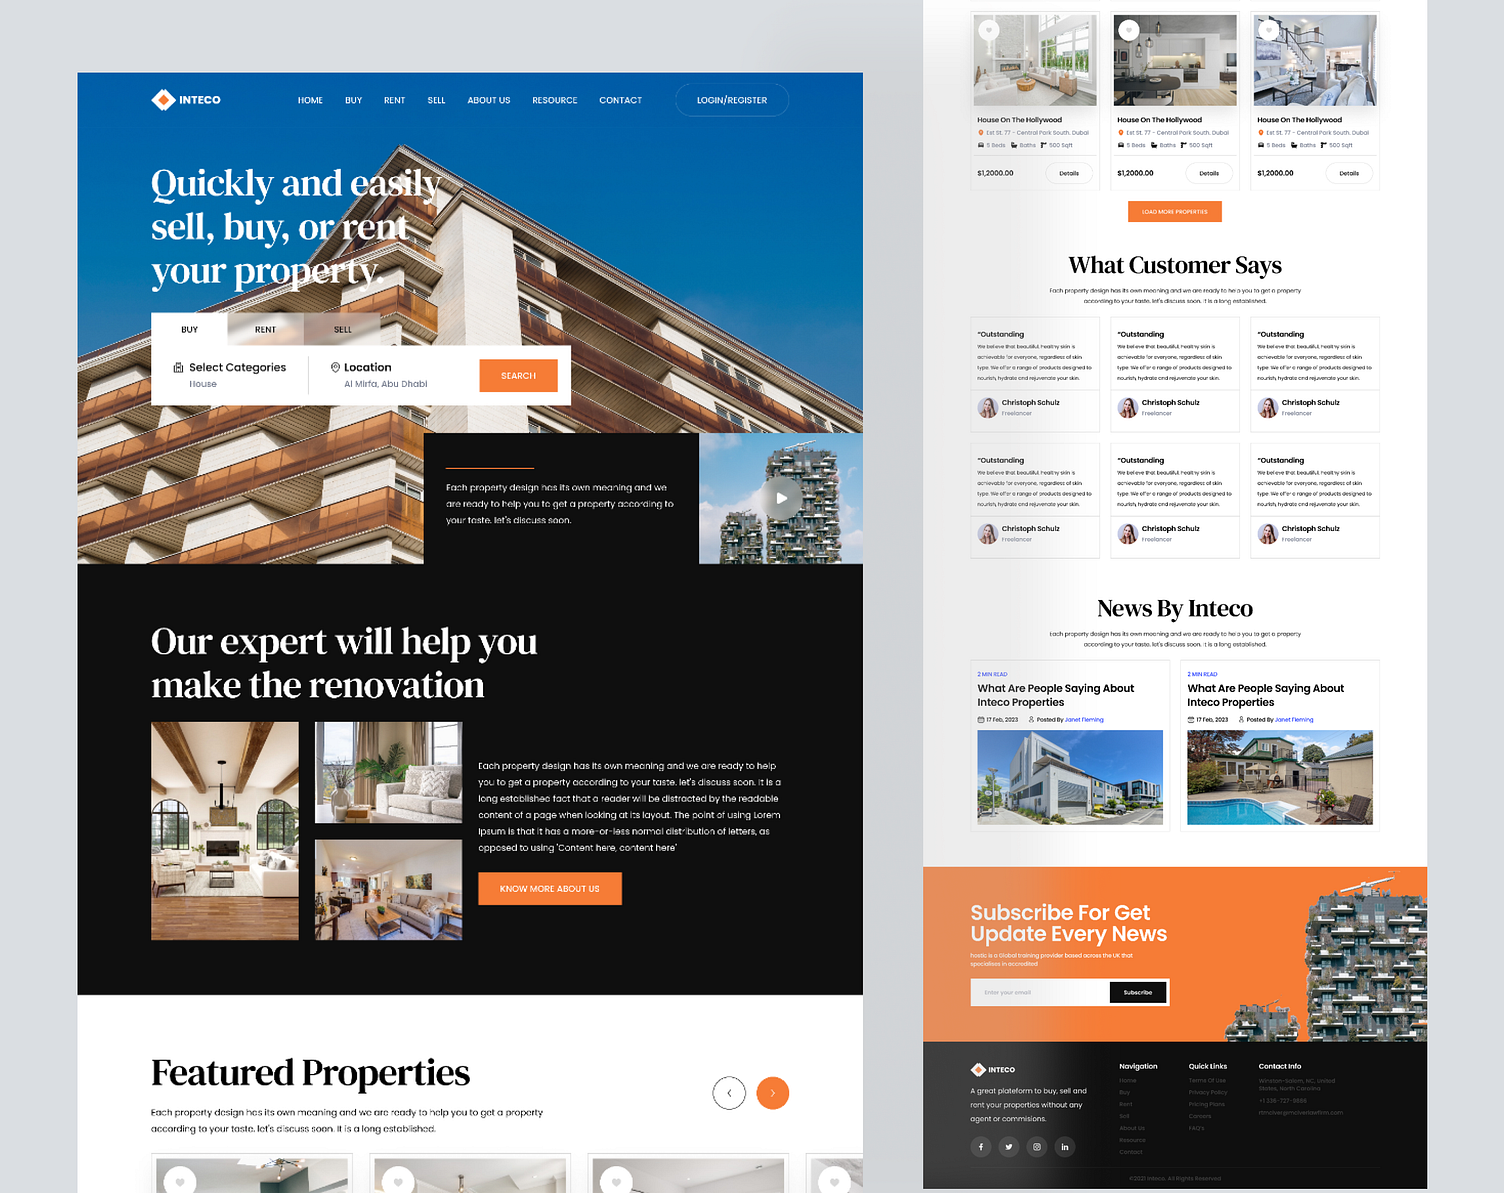 INTECO
HOME BUY RENT SELL ABOUT US RESOURCE CONTACT LOGIN/REGISTER
Quickly and easily
sell, buy, or rent
your property.
BUY RENT SELL
Select Categories
House
Location
Al Mirfa, Abu Dhabi
SEARCH
Each property design has its own meaning and we
are ready to help you to get a property according to
your taste. let's discuss soon.
Our expert will help you
make the renovation
Each property design has its own meaning and we are ready to help
you to get a property according to your taste. let's discuss soon. It is a
long established fact that a reader will be distracted by the readable
content of a page when looking at its layout. The point of using Lorem
Ipsum is that it has a more-or-less normal distribution of letters, as
opposed to using 'Content here, content here'
KNOW MORE ABOUT US
Featured Properties
Each property design has its own meaning and we are ready to help you to get a property
according to your taste. let's discuss soon. It is a long established.
House On The Hollywood
Est St. 77 - Central Park South, Dubai
5 Beds Baths 500 Sqft
$1,2000.00 Details
House On The Hollywood
Est St. 77 - Central Park South, Dubai
5 Beds Baths 500 Sqft
$1,2000.00 Details
House On The Hollywood
Est St. 77 - Central Park South, Dubai
5 Beds Baths 500 Sqft
$1,2000.00 Details
LOAD MORE PROPERTIES
What Customer Says
Each property design has its own meaning and we are ready to help you to get a property
according to your taste. let's discuss soon. It is a long established.
"Outstanding
We believe that beautiful, healthy skin is
achievable for everyone, regardless of skin
type. We offer a range of products designed to
nourish, hydrate and rejuvenate your skin.
Christoph Schulz
Freelancer
"Outstanding
We believe that beautiful, healthy skin is
achievable for everyone, regardless of skin
type. We offer a range of products designed to
nourish, hydrate and rejuvenate your skin.
Christoph Schulz
Freelancer
"Outstanding
We believe that beautiful, healthy skin is
achievable for everyone, regardless of skin
type. We offer a range of products designed to
nourish, hydrate and rejuvenate your skin.
Christoph Schulz
Freelancer
"Outstanding
We believe that beautiful, healthy skin is
achievable for everyone, regardless of skin
type. We offer a range of products designed to
nourish, hydrate and rejuvenate your skin.
Christoph Schulz
Freelancer
"Outstanding
We believe that beautiful, healthy skin is
achievable for everyone, regardless of skin
type. We offer a range of products designed to
nourish, hydrate and rejuvenate your skin.
Christoph Schulz
Freelancer
"Outstanding
We believe that beautiful, healthy skin is
achievable for everyone, regardless of skin
type. We offer a range of products designed to
nourish, hydrate and rejuvenate your skin.
Christoph Schulz
Freelancer
News By Inteco
Each property design has its own meaning and we are ready to help you to get a property
according to your taste. let's discuss soon. It is a long established.
2 MIN READ
What Are People Saying About
Inteco Properties
17 Feb, 2023 Posted By Janet Fleming
2 MIN READ
What Are People Saying About
Inteco Properties
17 Feb, 2023 Posted By Janet Fleming
Subscribe For Get
Update Every News
is a Global training provider based across the UK that
specialises in accredited
Enter your email
Subscribe
INTECO
A great plateform to buy, sell and
rent your properties without any
agent or commisions.
Navigation
Home
Buy
Rent
Sell
About Us
Resource
Contact
Quick Links
Terms Of Use
Privacy Policy
Pricing Plans
Careers
FAQ's
Contact Info
Winston-Salem, NC, United
States, North Carolina
©2021 Inteco. All Rights Reserved